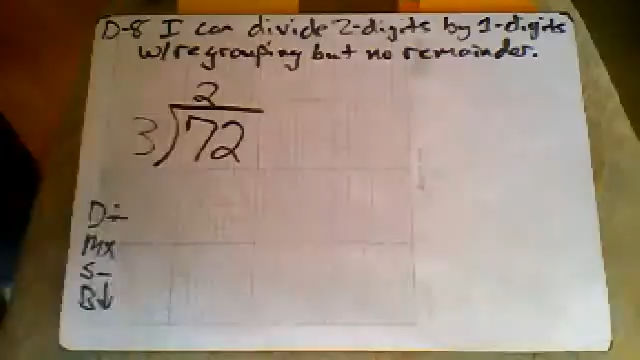 D-8 I can divide 2-digits by 1-digits
w/regrouping but no remainder.
2
3)72
D÷
Mx
S-
B↓